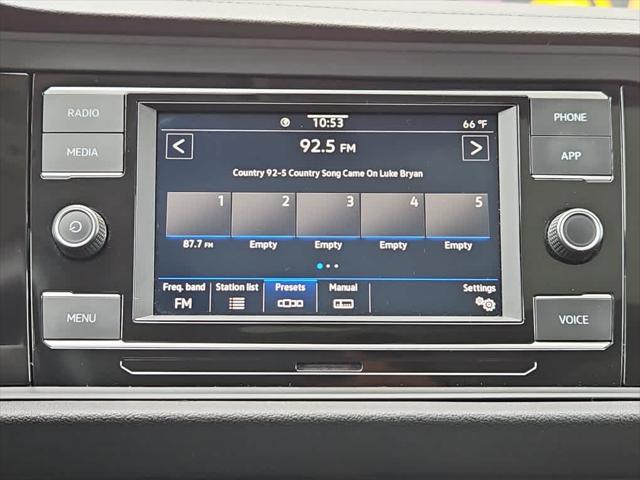 RADIO
MEDIA
MENU
PHONE
APP
VOICE
10:53
66 °F
< 92.5 FM >
Country 92-5 Country Song Came On Luke Bryan
1 2 3 4 5
87.7 FM Empty Empty Empty Empty
Freq. band Station list Presets Manual Settings
FM